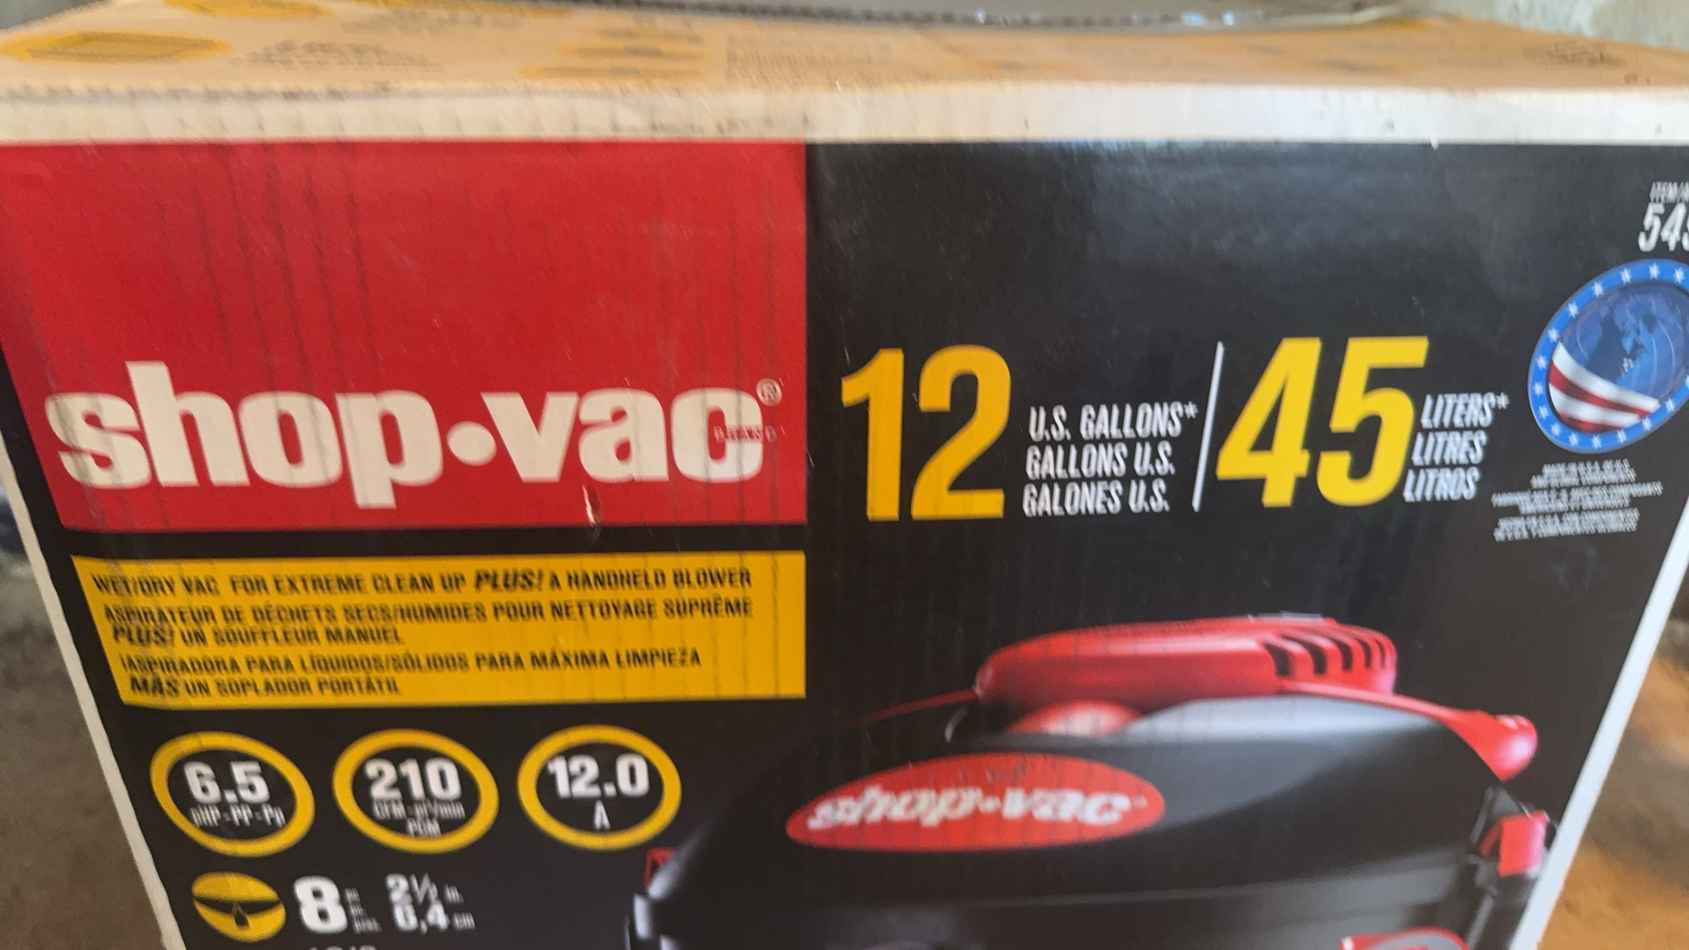 shop•vac®
BRAND
12
U.S. GALLONS*
GALLONS U.S.
GALONES U.S.
45
LITERS*
LITRES
LITROS
WET/DRY VAC FOR EXTREME CLEAN UP PLUS! A HANDHELD BLOWER
ASPIRATEUR DE DÉCHETS SECS/HUMIDES POUR NETTOYAGE SUPRÊME
PLUS! UN SOUFFLEUR MANUEL
¡ASPIRADORA PARA LÍQUIDOS/SÓLIDOS PARA MÁXIMA LIMPIEZA
MÁS UN SOPLADOR PORTÁTIL
6.5
210
12.0
A
8
2½ in.
6,4 cm
shop•vac